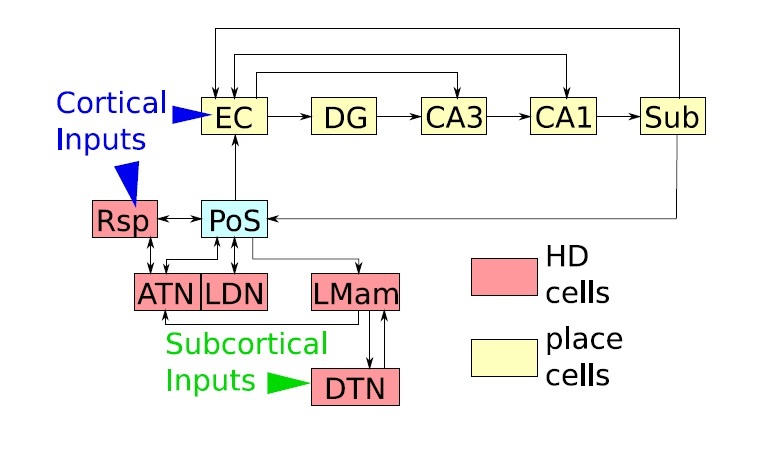 Cortical
Inputs
EC
DG
CA3
CA1
Sub
Rsp
PoS
ATN
LDN
LMam
HD
cells
Subcortical
Inputs
DTN
place
cells